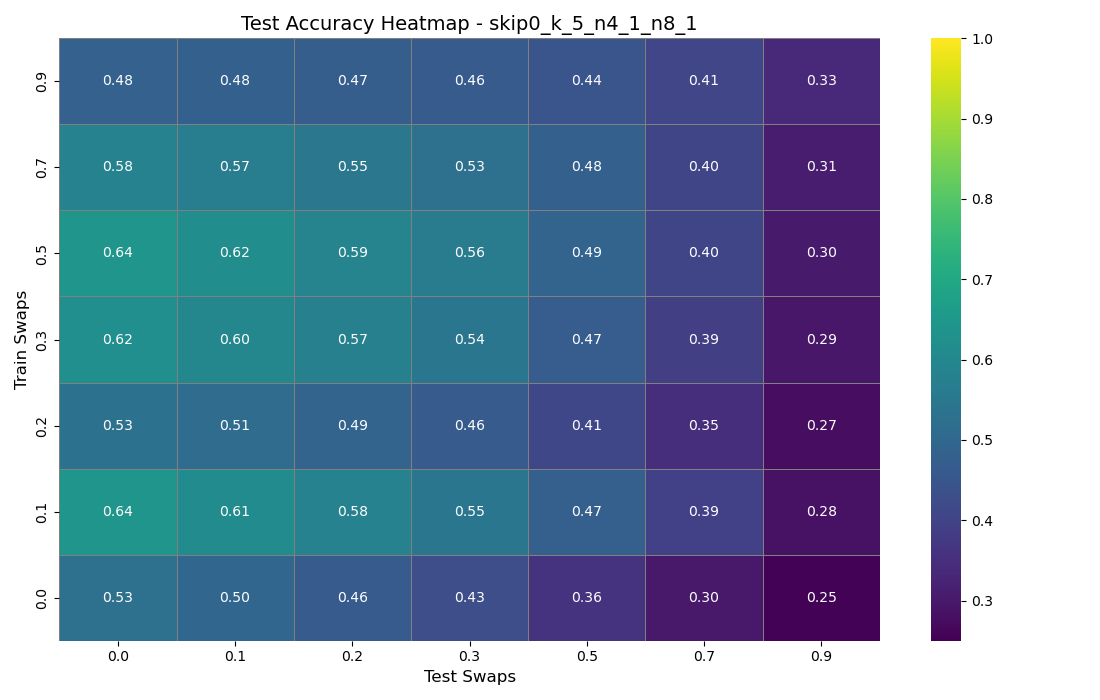 Test Accuracy Heatmap - skip0_k_5_n4_1_n8_1
Train Swaps
0.9 0.48 0.48 0.47 0.46 0.44 0.41 0.33
0.7 0.58 0.57 0.55 0.53 0.48 0.40 0.31
0.5 0.64 0.62 0.59 0.56 0.49 0.40 0.30
0.3 0.62 0.60 0.57 0.54 0.47 0.39 0.29
0.2 0.53 0.51 0.49 0.46 0.41 0.35 0.27
0.1 0.64 0.61 0.58 0.55 0.47 0.39 0.28
0.0 0.53 0.50 0.46 0.43 0.36 0.30 0.25
0.0 0.1 0.2 0.3 0.5 0.7 0.9
Test Swaps
1.0
0.9
0.8
0.7
0.6
0.5
0.4
0.3